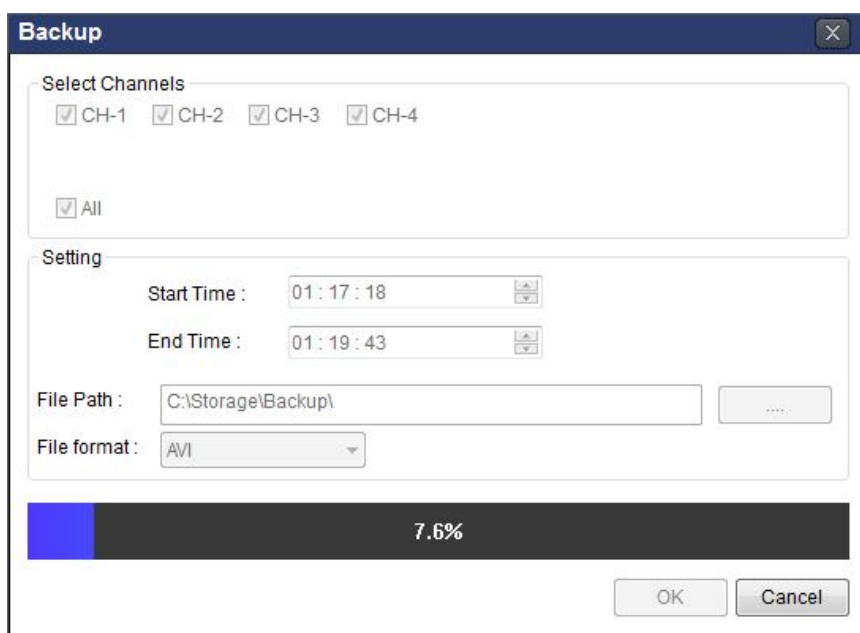 Backup
Select Channels
CH-1 CH-2 CH-3 CH-4
All
Setting
Start Time : 01 : 17 : 18
End Time : 01 : 19 : 43
File Path : C:\Storage\Backup\ ....
File format : AVI
7.6%
OK Cancel